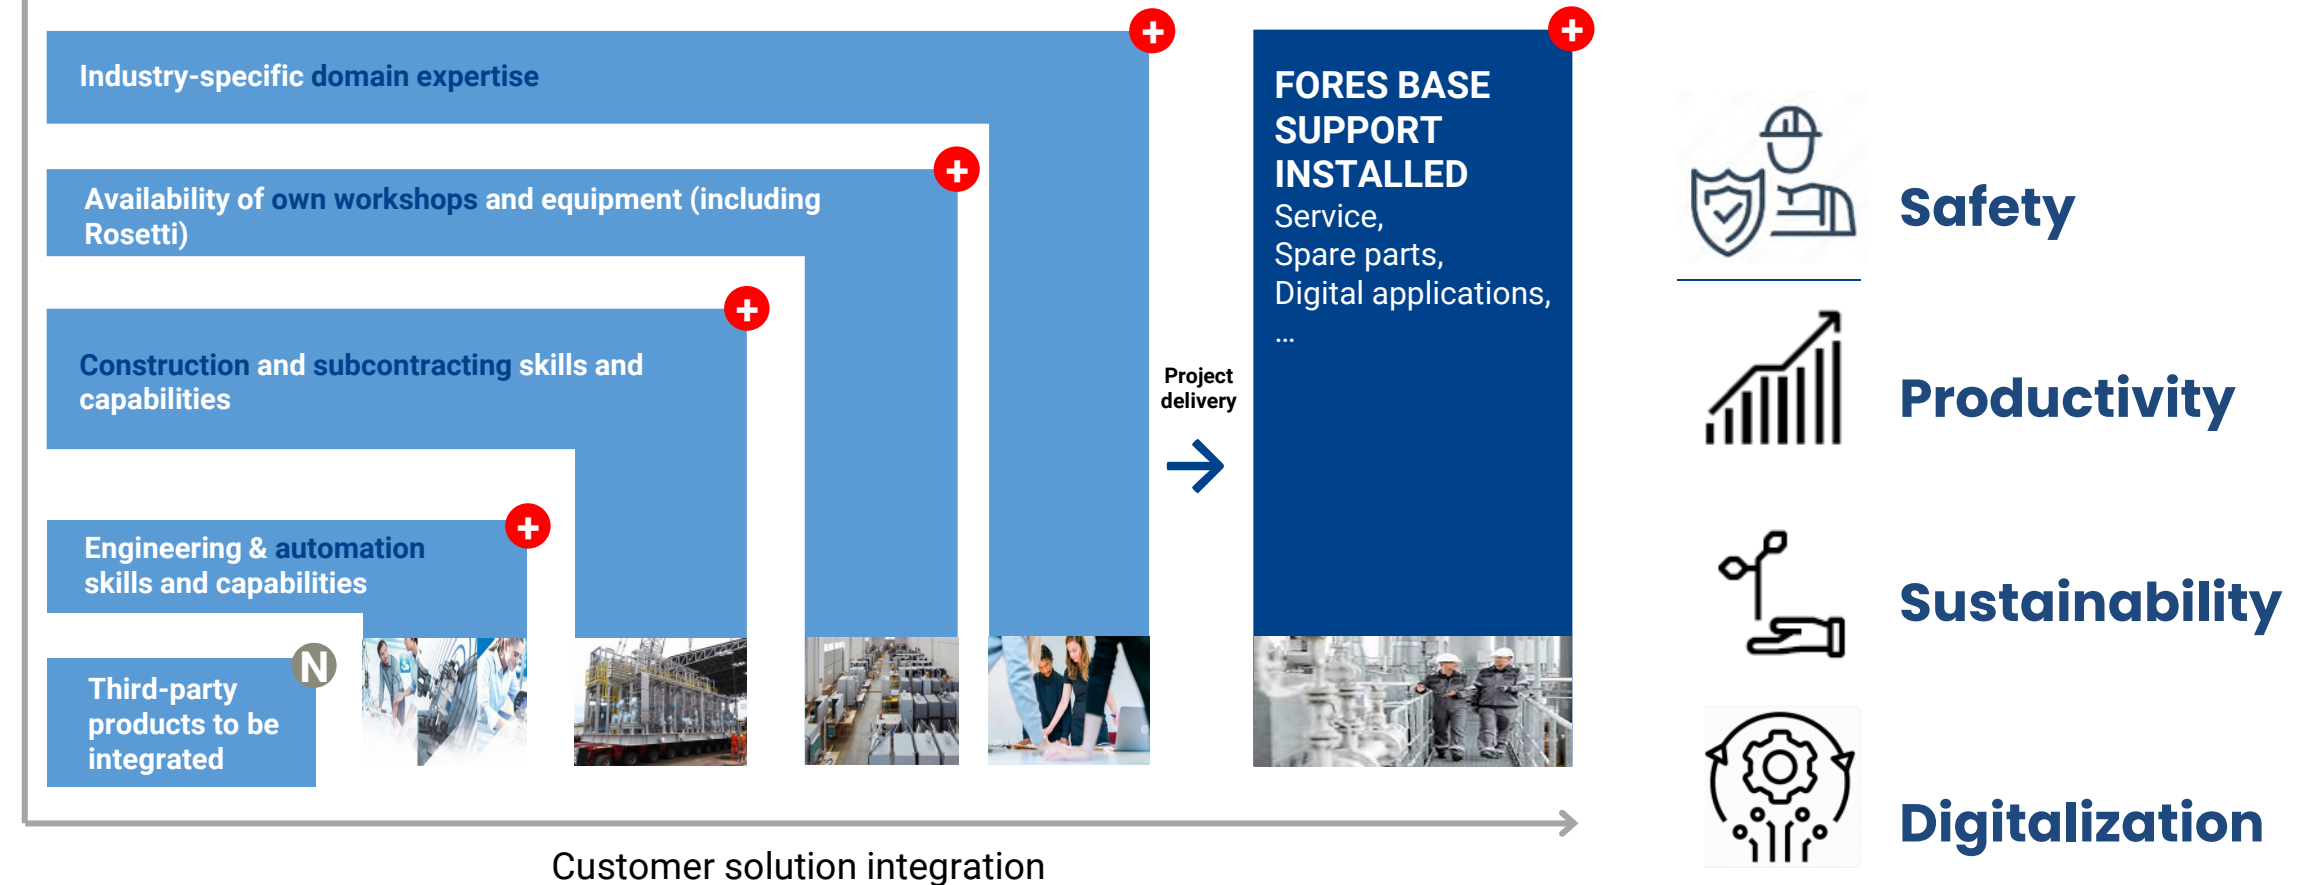 Industry-specific domain expertise
Availability of own workshops and equipment (including
Rosetti)
Construction and subcontracting skills and
capabilities
Engineering & automation
skills and capabilities
N
Third-party
products to be
integrated
Project
delivery
FORES BASE
SUPPORT
INSTALLED
Service,
Spare parts,
Digital applications,
...
Safety
Productivity
Sustainability
Digitalization
Customer solution integration